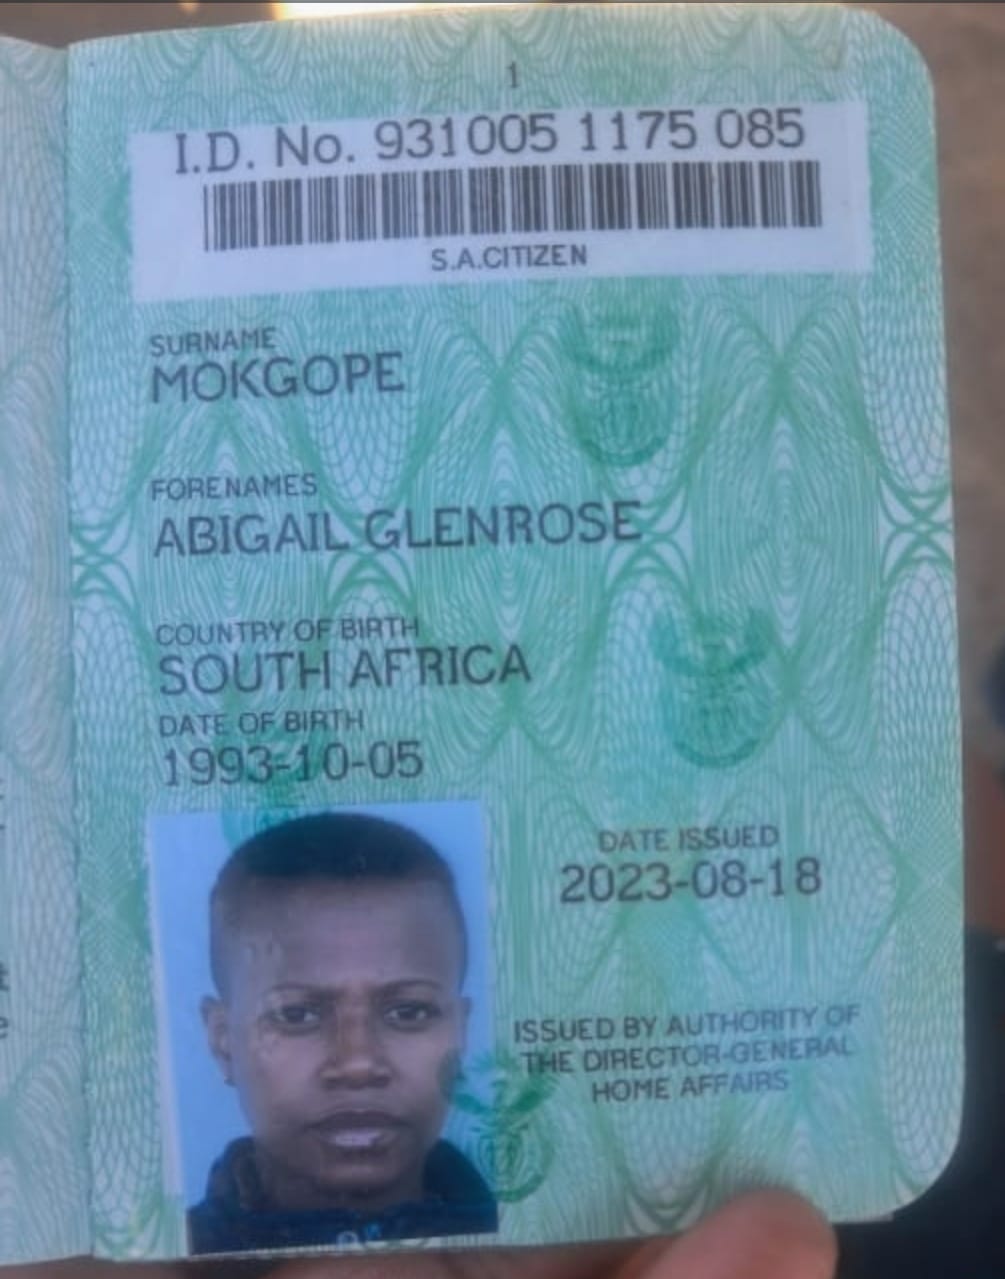 1
I.D. No. 931005 1175 085
S.A.CITIZEN
SURNAME
MOKGOPE
FORENAMES
ABIGAIL GLENROSE
COUNTRY OF BIRTH
SOUTH AFRICA
DATE OF BIRTH
1993-10-05
DATE ISSUED
2023-08-18
ISSUED BY AUTHORITY OF
THE DIRECTOR-GENERAL
HOME AFFAIRS